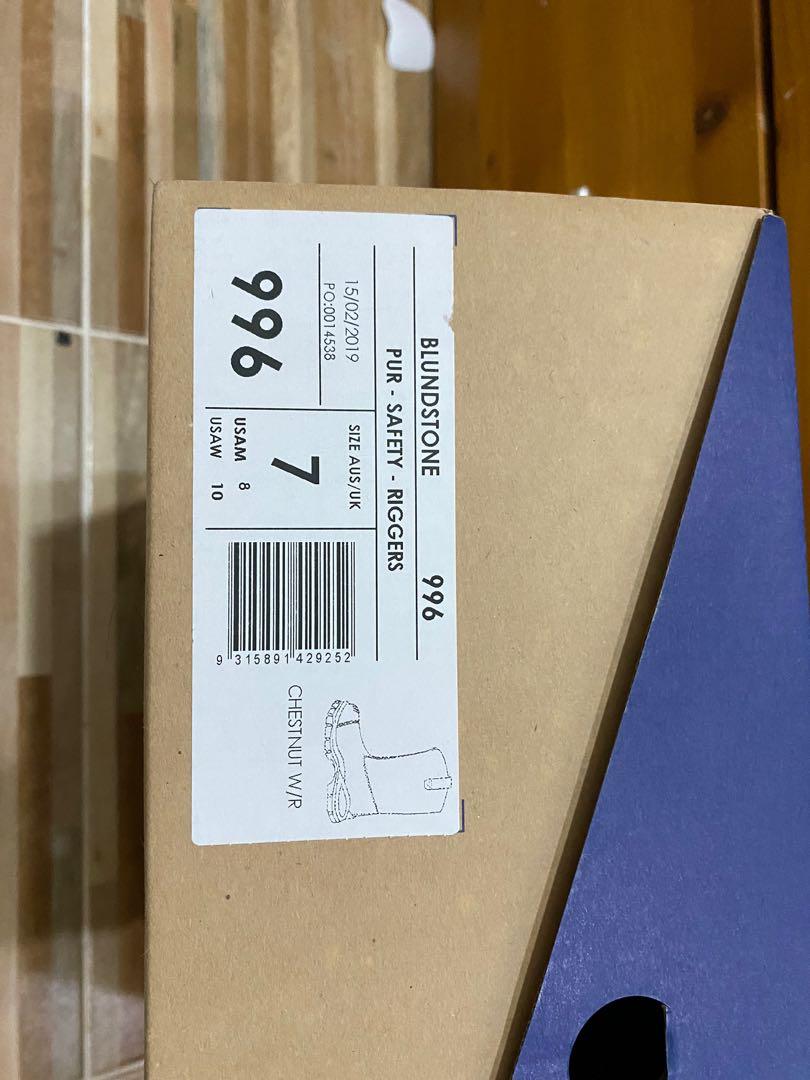 BLUNDSTONE 996
PUR - SAFETY - RIGGERS
15/02/2019
PO:0014538
996
SIZE AUS/UK
7
USAM 8
USAW 10
9 315891 429252
CHESTNUT W/R